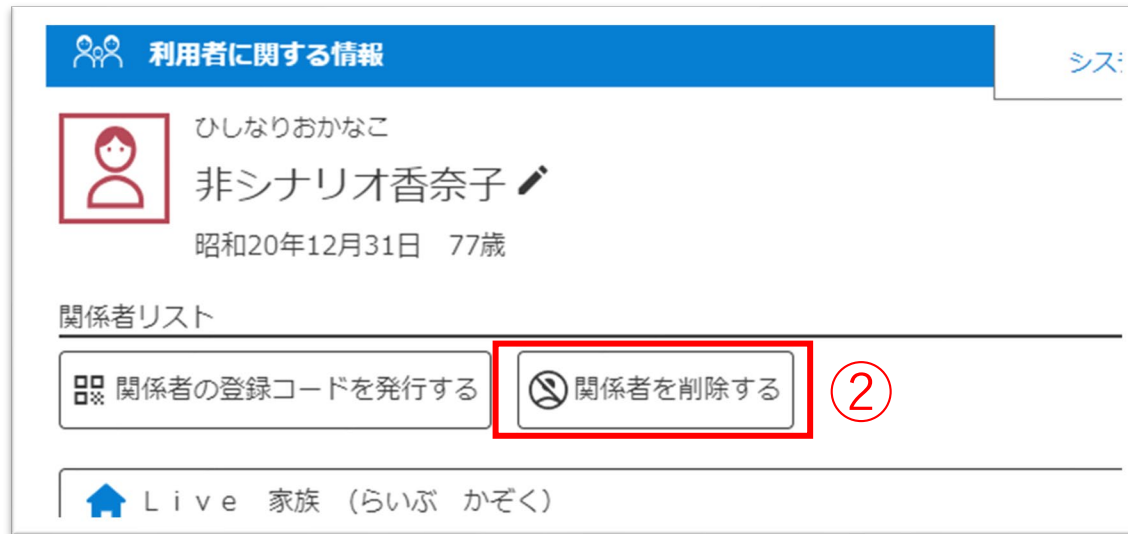 利用者に関する情報
シス
ひしなりおかなこ
非シナリオ香奈子
昭和20年12月31日　77歳
関係者リスト
関係者の登録コードを発行する
関係者を削除する
②
Ｌｉｖｅ　家族　(らいぶ　かぞく)